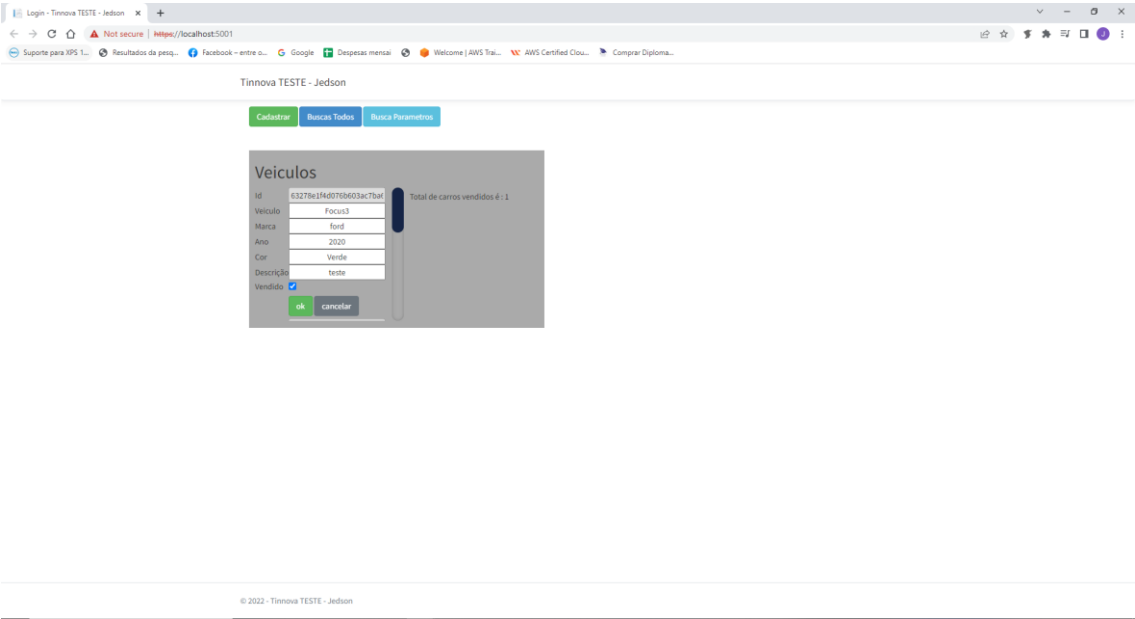 Login - Tinnova TESTE - Jedson
Not secure | https://localhost:5001
Suporte para XPS 1... Resultados da pesq... Facebook – entre o... Google Despesas mensai Welcome | AWS Trai... AWS Certified Clou... Comprar Diploma...
Tinnova TESTE - Jedson
Cadastrar Buscas Todos Busca Parametros
Veiculos
Id 63278e1f4d076b603ac7ba6
Total de carros vendidos é : 1
Veiculo Focus3
Marca ford
Ano 2020
Cor Verde
Descrição teste
Vendido
ok cancelar
© 2022 - Tinnova TESTE - Jedson